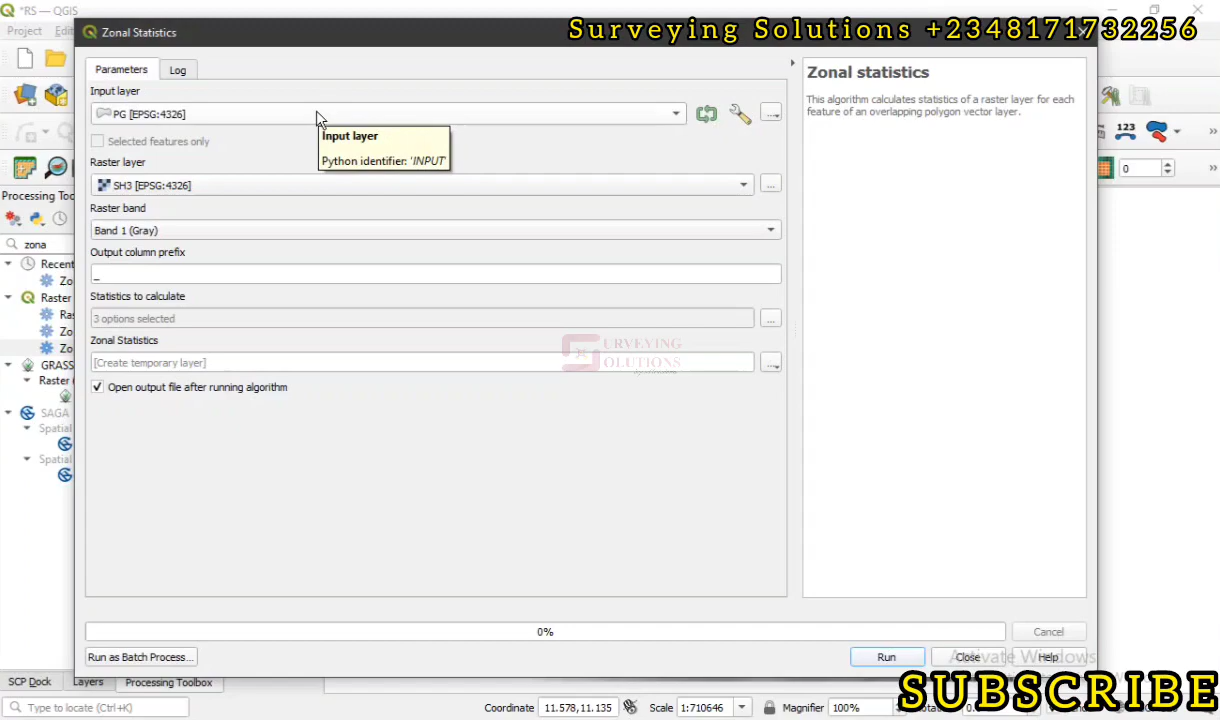 *RS — QGIS
Surveying Solutions +2348171732256
Project Edi
Zonal Statistics
Parameters Log
Input layer
PG [EPSG:4326]
Input layer
Python identifier: 'INPUT'
Selected features only
Raster layer
SH3 [EPSG:4326]
Raster band
Band 1 (Gray)
Output column prefix
_
Statistics to calculate
3 options selected
Zonal Statistics
[Create temporary layer]
Open output file after running algorithm
URVEYING
SOLUTIONS
Zonal statistics
This algorithm calculates statistics of a raster layer for each
feature of an overlapping polygon vector layer.
123
0
Processing Too
zona
Recent
Zo
Raster
Ras
Zo
Zo
GRASS
Raster (
SAGA
Spatial
Spatial
0%
Cancel
Run as Batch Process...
Run
Close
Help
Activate Windows
SCP Dock Layers Processing Toolbox
SUBSCRIBE
Type to locate (Ctrl+K)
Coordinate 11.578,11.135 Scale 1:710646 Magnifier 100%